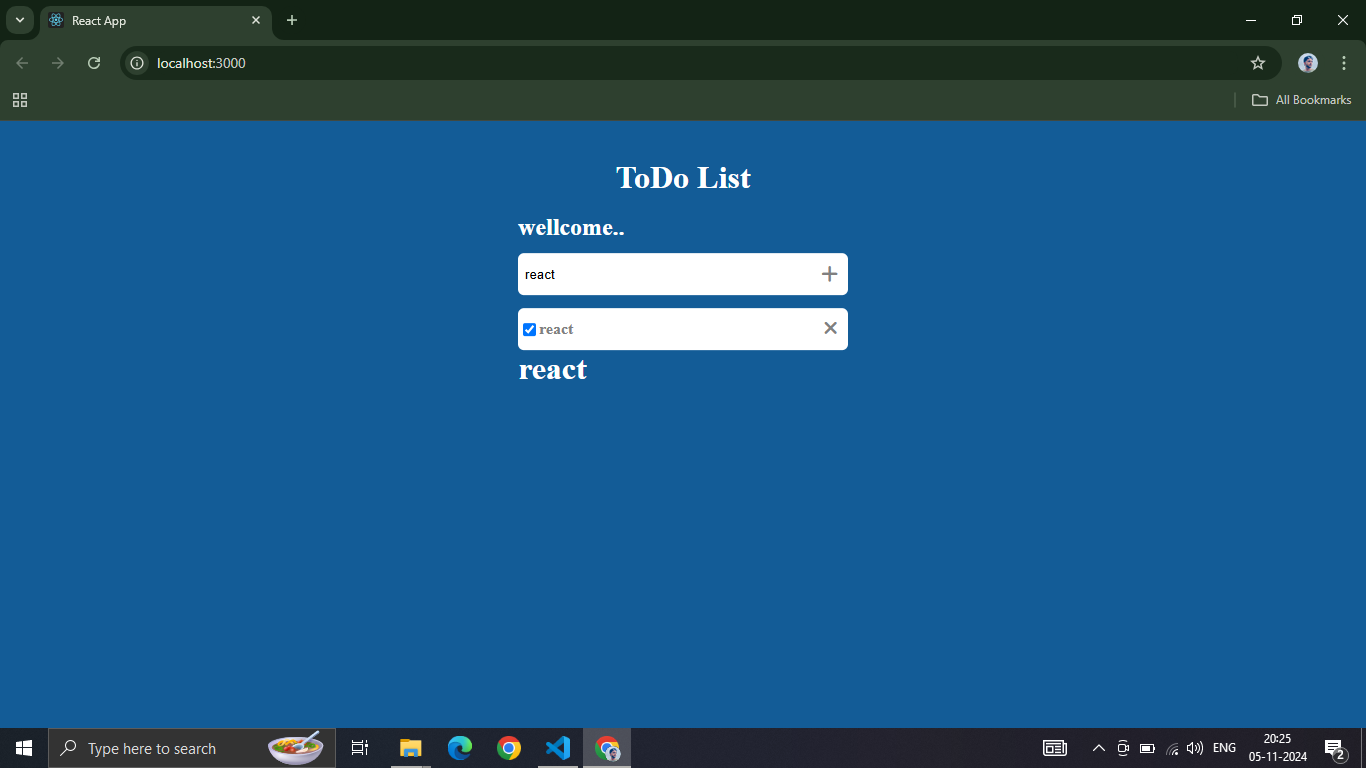 React App
localhost:3000
All Bookmarks
ToDo List
wellcome..
react
react
react
Type here to search
ENG
20:25
05-11-2024
2